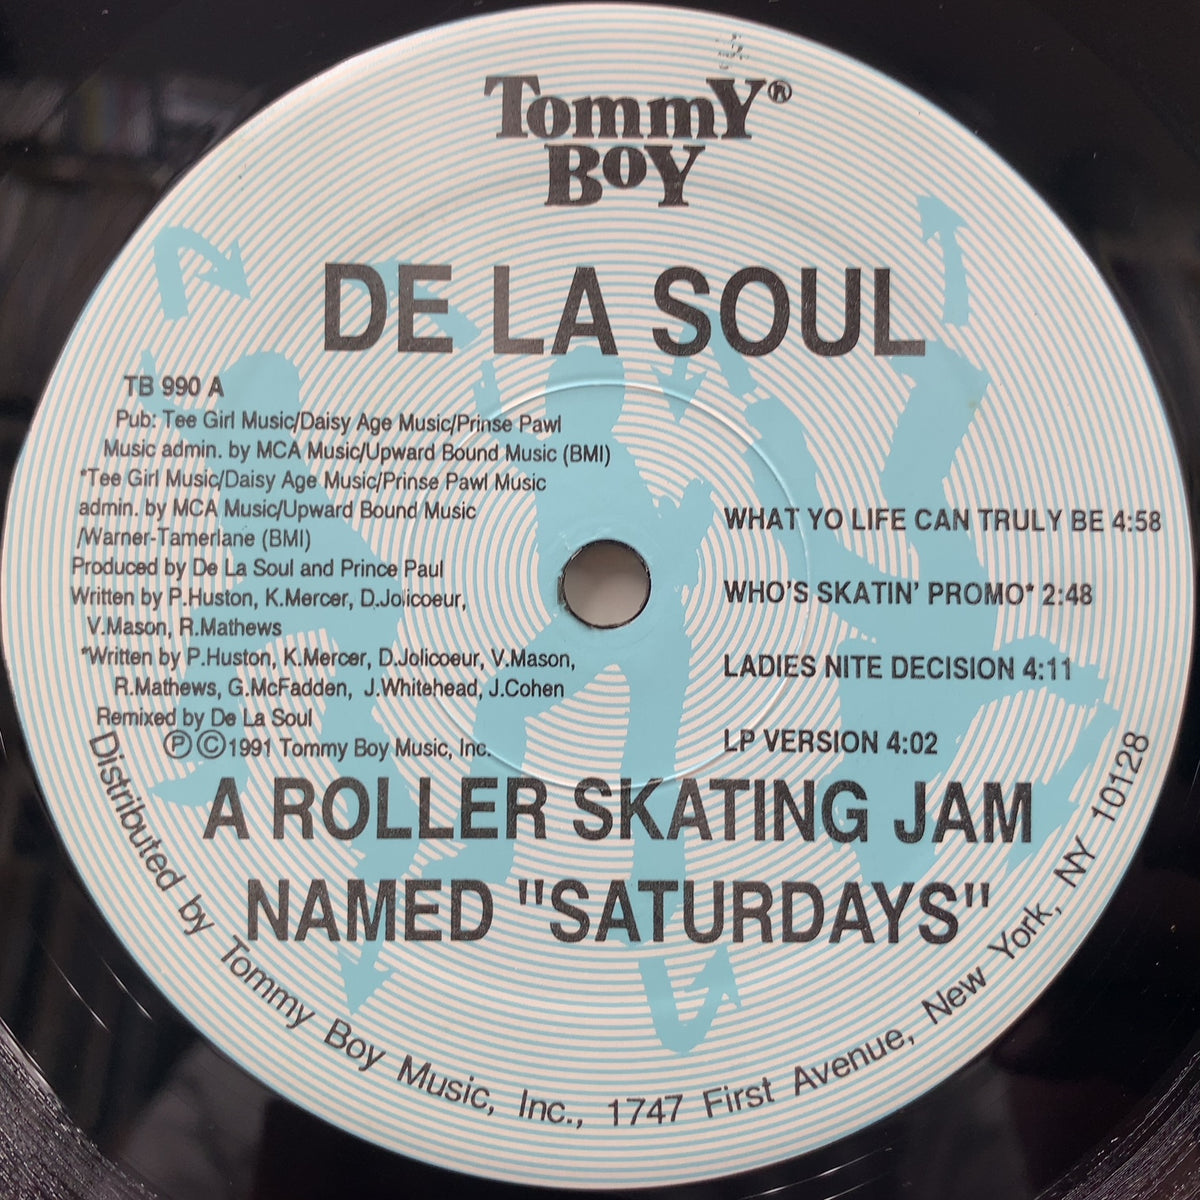 TommY®
BoY
DE LA SOUL
TB 990 A
Pub: Tee Girl Music/Daisy Age Music/Prinse Pawl
Music admin. by MCA Music/Upward Bound Music (BMI)
*Tee Girl Music/Daisy Age Music/Prinse Pawl Music
admin. by MCA Music/Upward Bound Music
/Warner-Tamerlane (BMI)
Produced by De La Soul and Prince Paul
Written by P.Huston, K.Mercer, D.Jolicoeur,
V.Mason, R.Mathews
*Written by P.Huston, K.Mercer, D.Jolicoeur, V.Mason,
R.Mathews, G.McFadden, J.Whitehead, J.Cohen
Remixed by De La Soul
℗©1991 Tommy Boy Music, Inc.
WHAT YO LIFE CAN TRULY BE 4:58
WHO'S SKATIN' PROMO* 2:48
LADIES NITE DECISION 4:11
LP VERSION 4:02
A ROLLER SKATING JAM
NAMED "SATURDAYS"
Distributed by Tommy Boy Music, Inc., 1747 First Avenue, New York, NY 10128